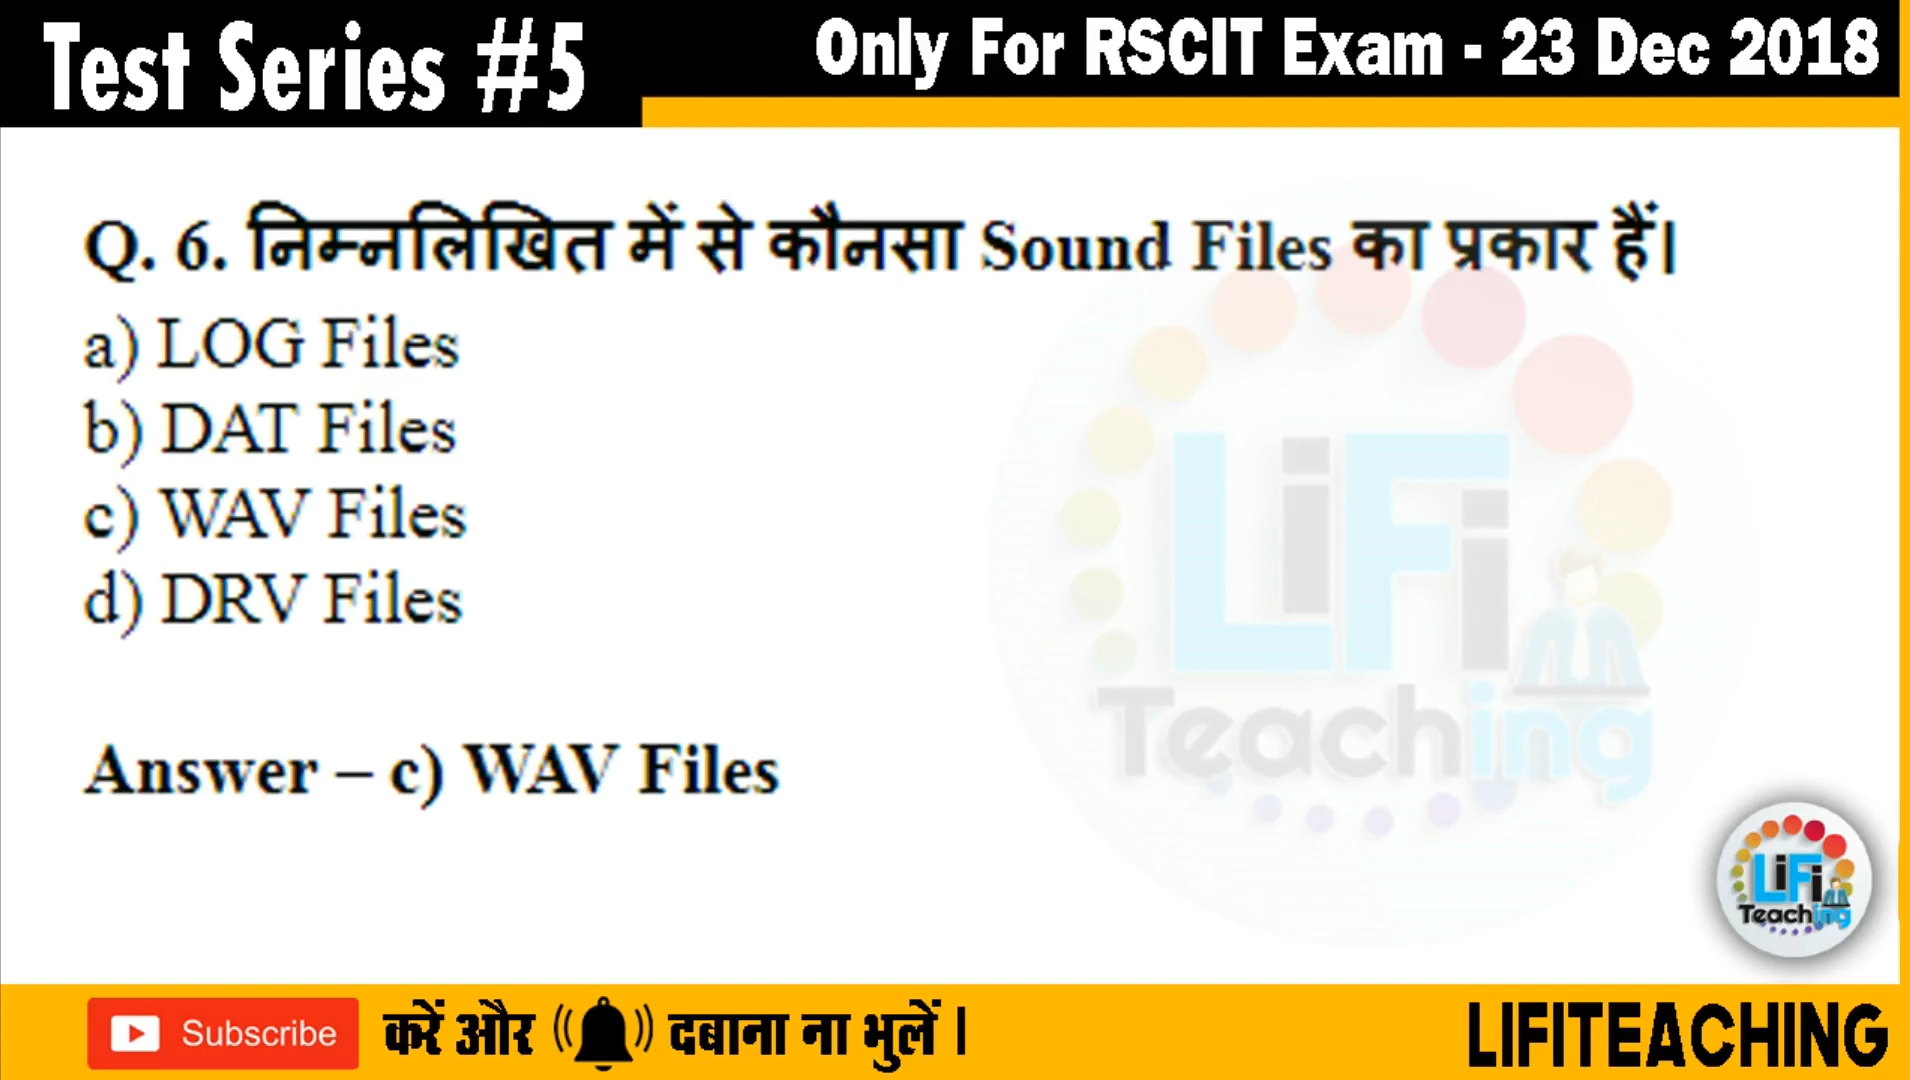 Test Series #5
Only For RSCIT Exam - 23 Dec 2018
Q. 6. निम्नलिखित में से कौनसा Sound Files का प्रकार हैं।
a) LOG Files
b) DAT Files
c) WAV Files
d) DRV Files
Answer – c) WAV Files
LiFi
Teaching
LiFi
Teaching
Subscribe करें और दबाना ना भुलें।
LIFITEACHING